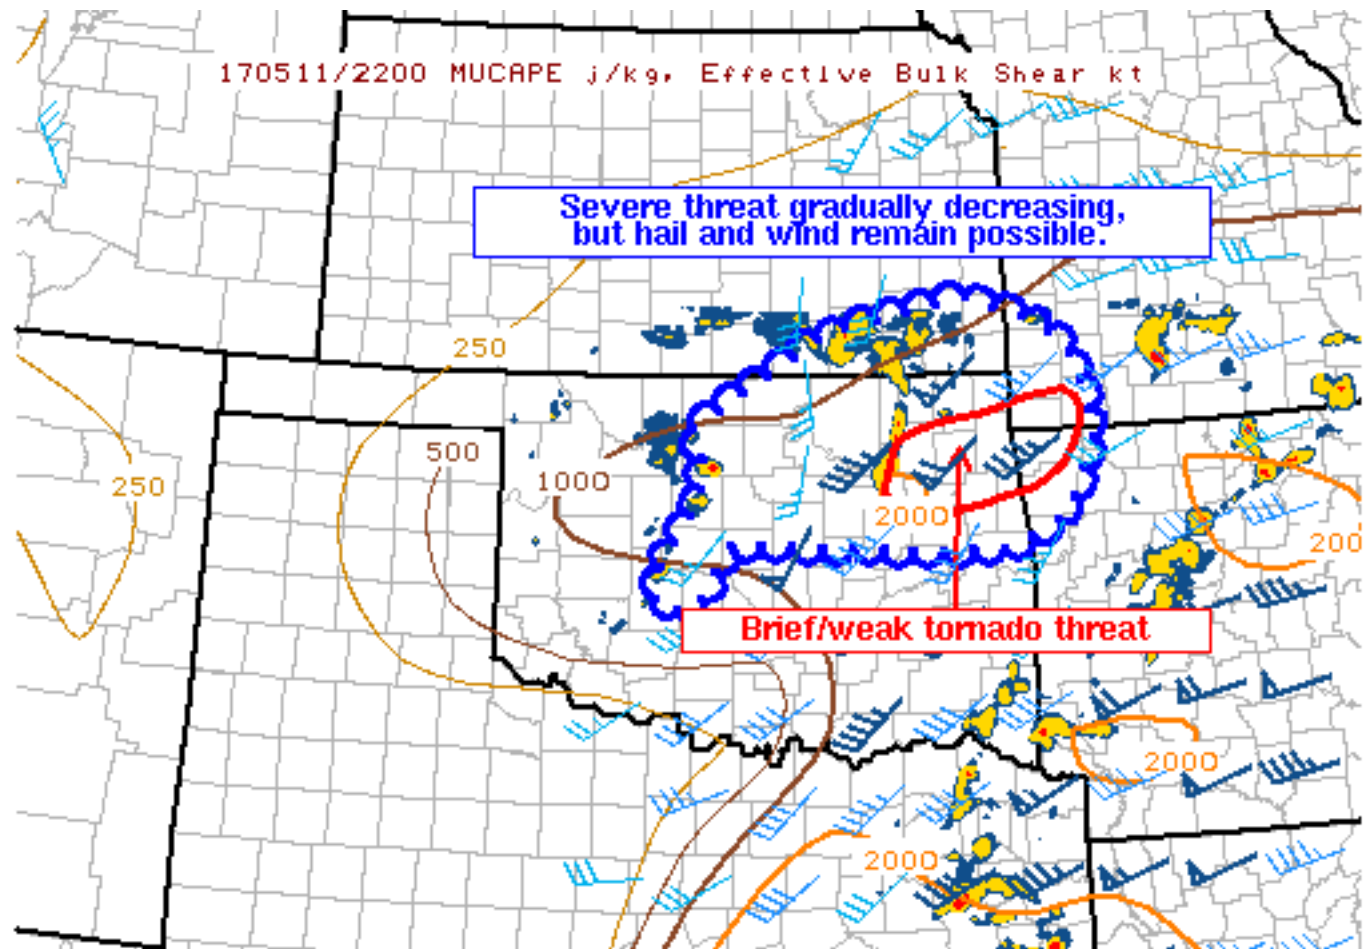 170511/2200 MUCAPE j/kg, Effective Bulk Shear kt
Severe threat gradually decreasing,
but hail and wind remain possible.
250
500
250
1000
2000
200
Brief/weak tornado threat
2000
2000